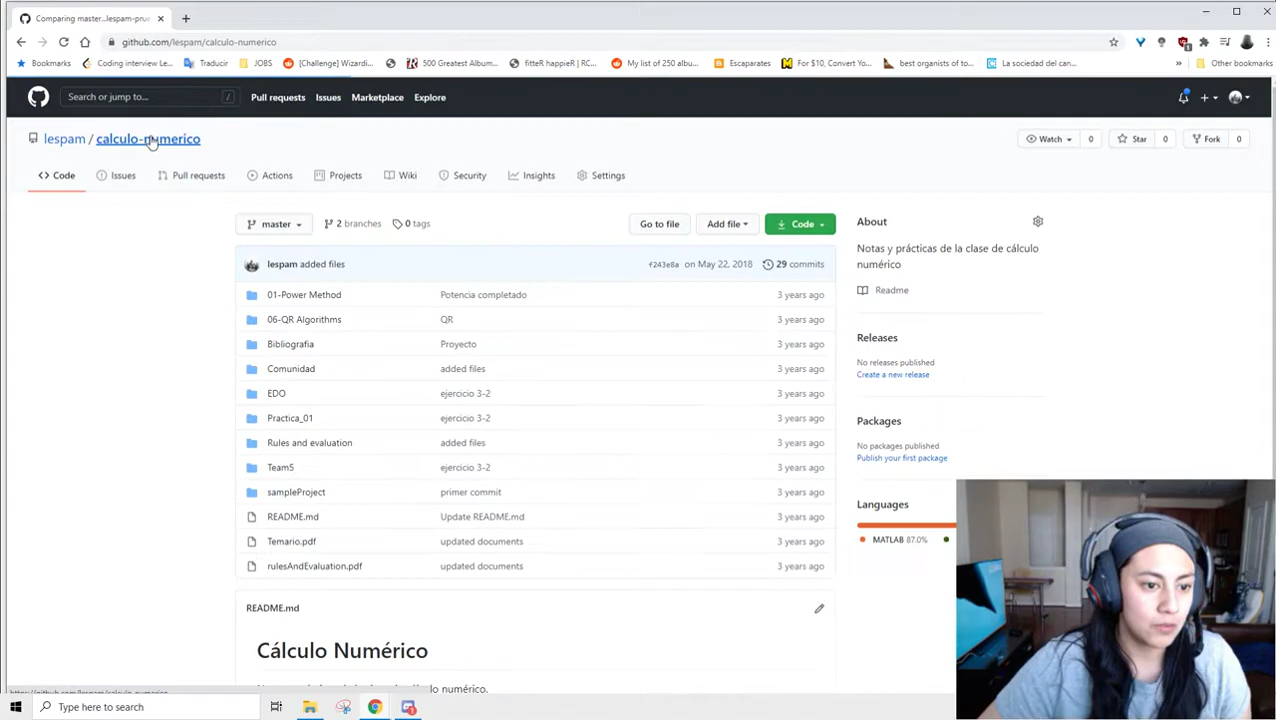 Comparing master...lespam-prue
github.com/lespam/calculo-numerico
Bookmarks
Coding interview Le...
Traducir
JOBS
[Challenge] Wizardi...
500 Greatest Album...
fitteR happieR | RC...
My list of 250 album...
Escaparates
For $10, Convert Yo...
best organists of to...
La sociedad del can...
»
Other bookmarks
Search or jump to...
/
Pull requests
Issues
Marketplace
Explore
lespam / calculo-numerico
Watch
0
Star
0
Fork
0
<> Code
Issues
Pull requests
Actions
Projects
Wiki
Security
Insights
Settings
master
2 branches
0 tags
Go to file
Add file
Code
About
Notas y prácticas de la clase de cálculo
numérico
Readme
lespam added files
f243e8a on May 22, 2018
29 commits
01-Power Method
Potencia completado
3 years ago
06-QR Algorithms
QR
3 years ago
Bibliografia
Proyecto
3 years ago
Comunidad
added files
3 years ago
EDO
ejercicio 3-2
3 years ago
Practica_01
ejercicio 3-2
3 years ago
Rules and evaluation
added files
3 years ago
Team5
ejercicio 3-2
3 years ago
sampleProject
primer commit
3 years ago
README.md
Update README.md
3 years ago
Temario.pdf
updated documents
3 years ago
rulesAndEvaluation.pdf
updated documents
3 years ago
Releases
No releases published
Create a new release
Packages
No packages published
Publish your first package
Languages
MATLAB 87.0%
README.md
Cálculo Numérico
numérico.
https://github.com/lespam/calculo-numerico
Type here to search